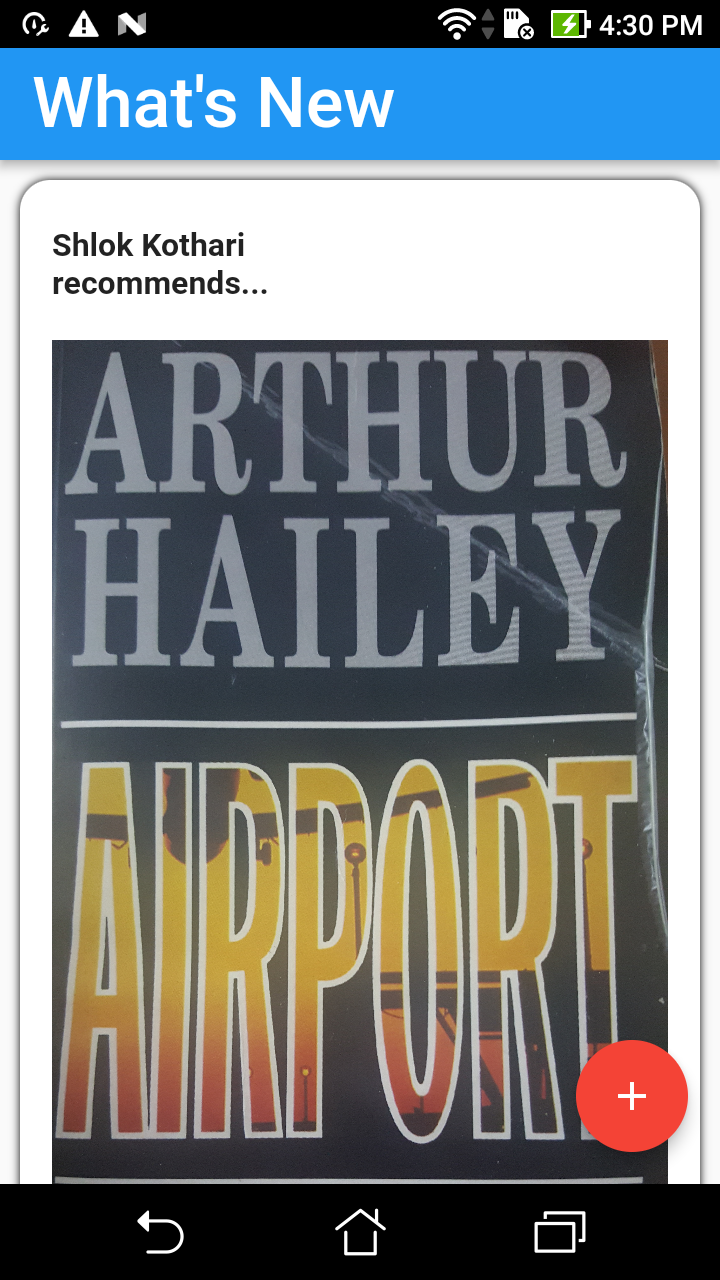 4:30 PM
What's New
Shlok Kothari
recommends...
ARTHUR
HAILEY
AIRPORT
+